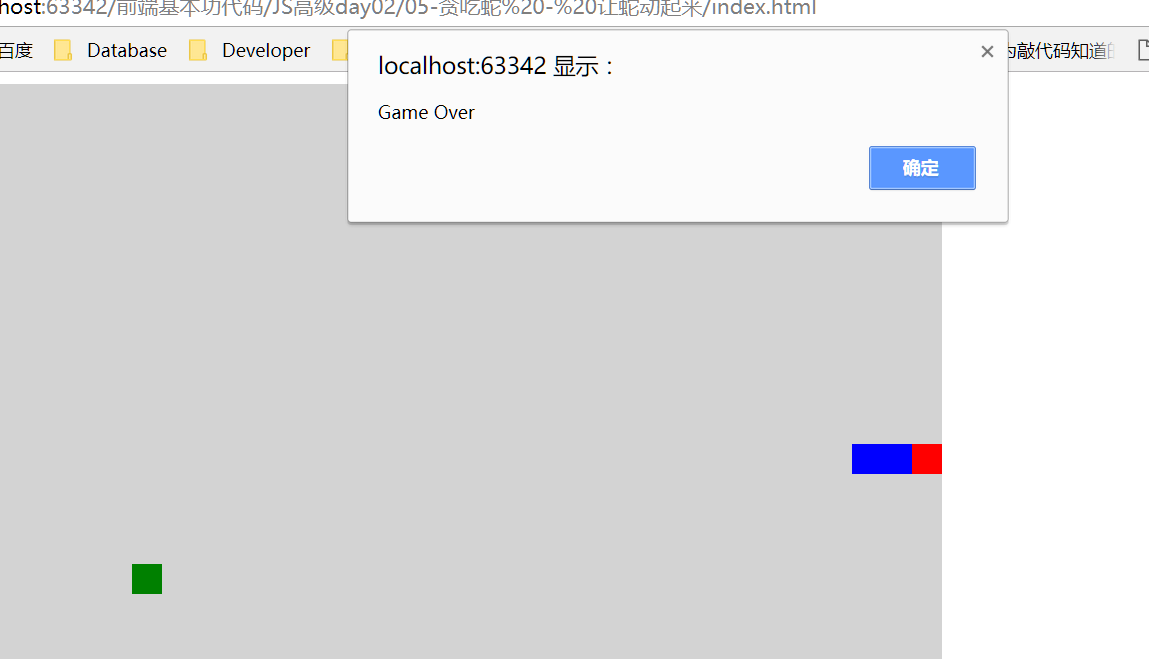 host:63342/前端基本功代码/JS高级day02/05-贪吃蛇%20-%20让蛇动起来/index.html
百度 Database Developer 为敲代码知道的
localhost:63342 显示：
Game Over
确定